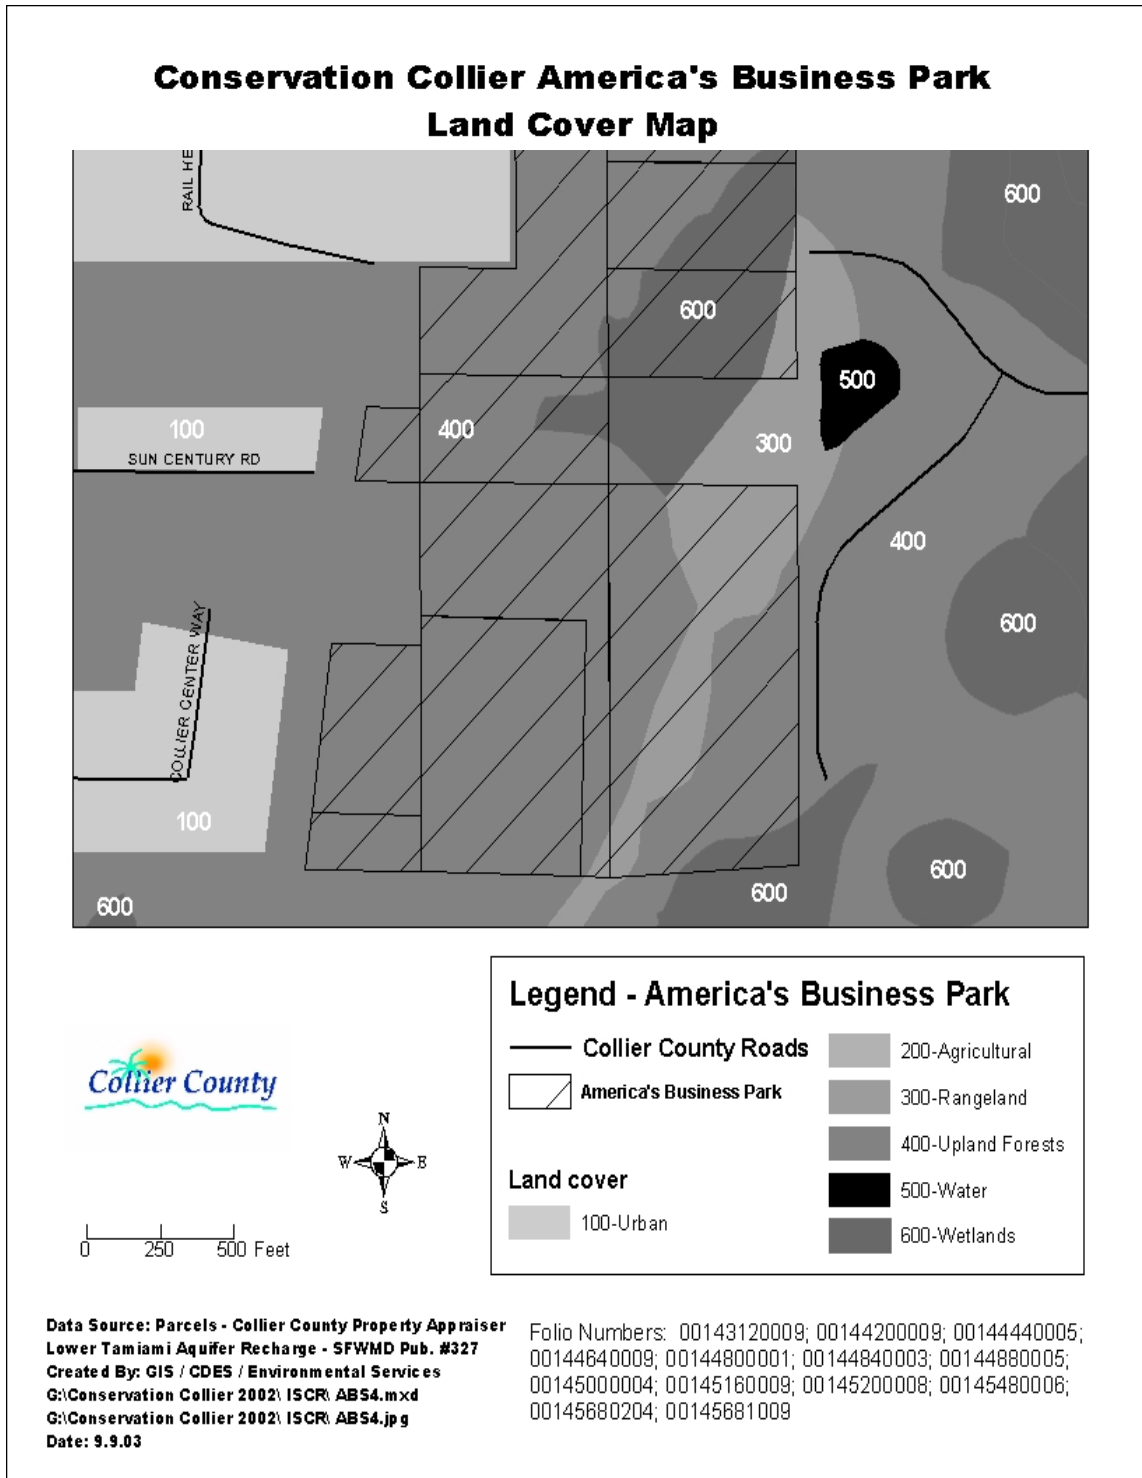 Conservation Collier America's Business Park
Land Cover Map
RAIL HE
600
600
500
100
400
300
SUN CENTURY RD
400
600
COLLIER CENTER WAY
100
600
600
600
Legend - America's Business Park
Collier County Roads
America's Business Park
Land cover
100-Urban
200-Agricultural
300-Rangeland
400-Upland Forests
500-Water
600-Wetlands
Collier County
N
W E
S
0 250 500 Feet
Data Source: Parcels - Collier County Property Appraiser
Lower Tamiami Aquifer Recharge - SFWMD Pub. #327
Created By: GIS / CDES / Environmental Services
G:\Conservation Collier 2002\ ISCR\ ABS4.mxd
G:\Conservation Collier 2002\ ISCR\ ABS4.jpg
Date: 9.9.03
Folio Numbers: 00143120009; 00144200009; 00144440005;
00144640009; 00144800001; 00144840003; 00144880005;
00145000004; 00145160009; 00145200008; 00145480006;
00145680204; 00145681009